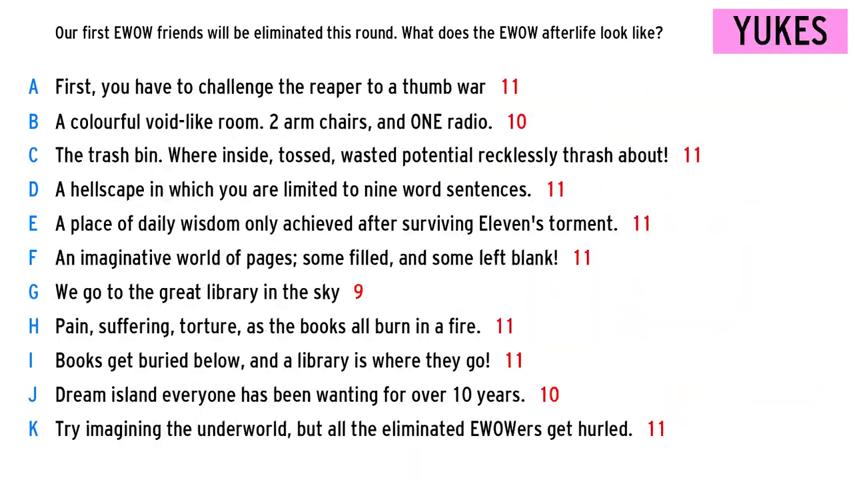 Our first EWOW friends will be eliminated this round. What does the EWOW afterlife look like?
YUKES
A First, you have to challenge the reaper to a thumb war 11
B A colourful void-like room. 2 arm chairs, and ONE radio. 10
C The trash bin. Where inside, tossed, wasted potential recklessly thrash about! 11
D A hellscape in which you are limited to nine word sentences. 11
E A place of daily wisdom only achieved after surviving Eleven's torment. 11
F An imaginative world of pages; some filled, and some left blank! 11
G We go to the great library in the sky 9
H Pain, suffering, torture, as the books all burn in a fire. 11
I Books get buried below, and a library is where they go! 11
J Dream island everyone has been wanting for over 10 years. 10
K Try imagining the underworld, but all the eliminated EWOWers get hurled. 11